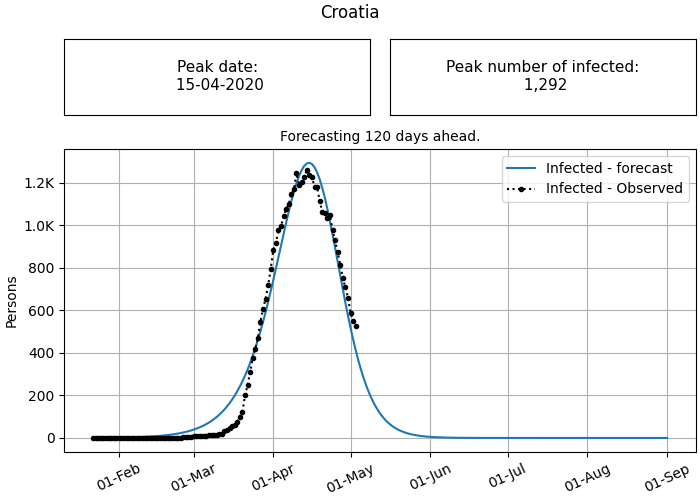 Croatia
Peak date:
15-04-2020
Peak number of infected:
1,292
Forecasting 120 days ahead.
Infected - forecast
Infected - Observed
Persons
1.2K
1.0K
800
600
400
200
0
01-Feb
01-Mar
01-Apr
01-May
01-Jun
01-Jul
01-Aug
01-Sep